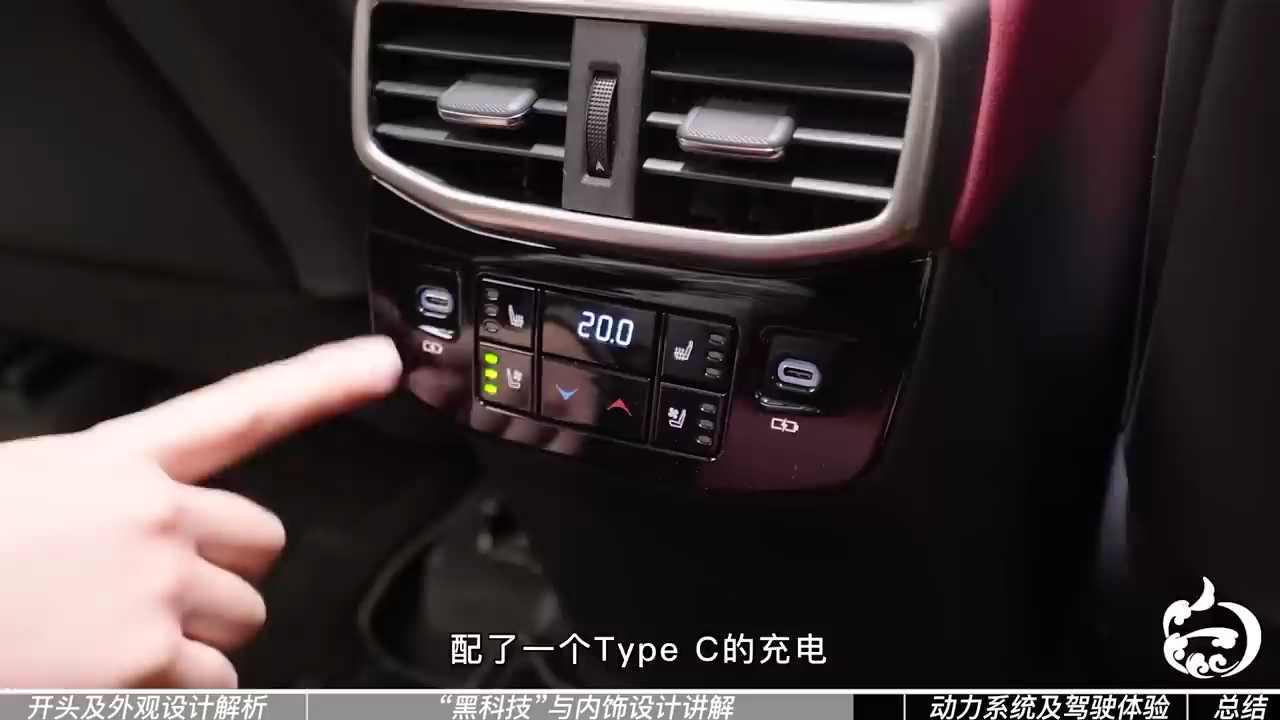 20.0
配了一个Type C的充电
开头及外观设计解析
“黑科技”与内饰设计讲解
动力系统及驾驶体验
总结